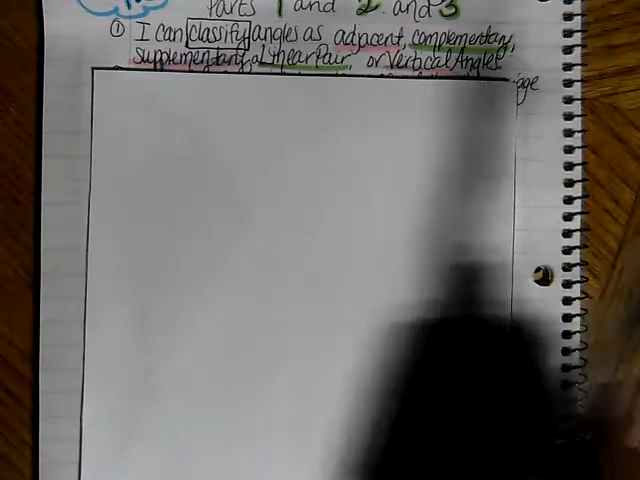 Parts 1 and 2 and 3
① I can classify angles as adjacent, complementary,
supplementary, a Linear Pair, or Vertical Angles.